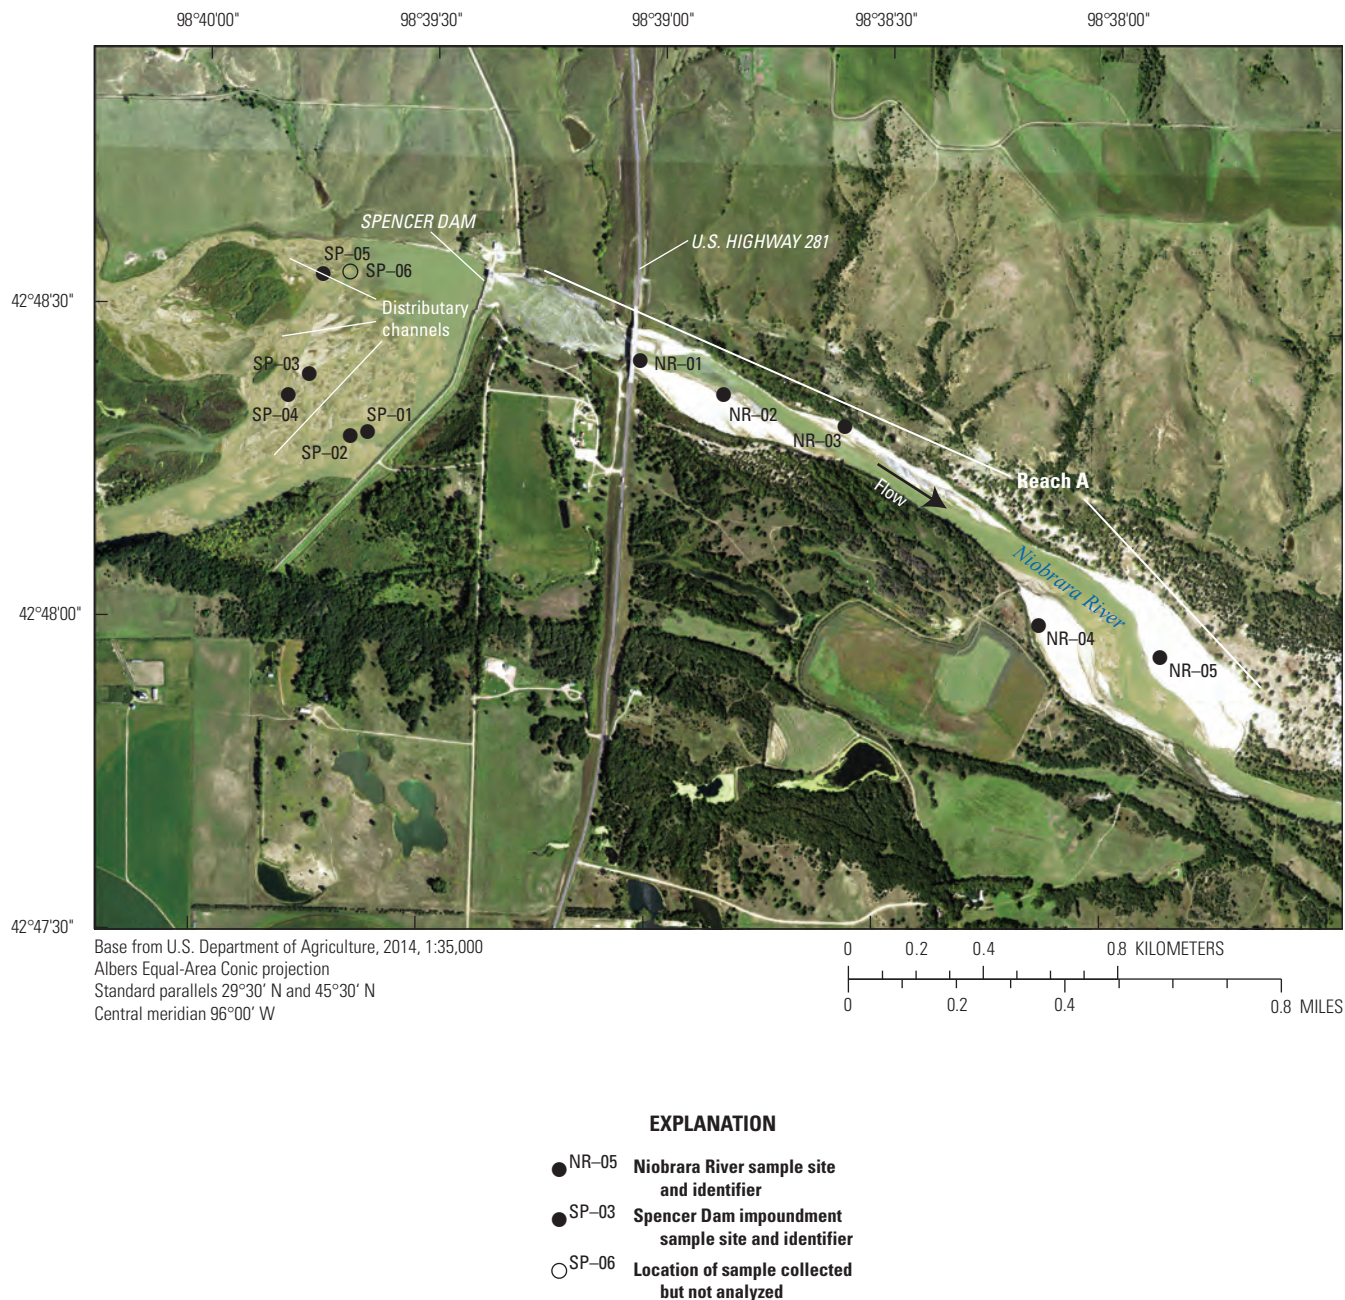 98°40'00" 98°39'30" 98°39'00" 98°38'30" 98°38'00"
SPENCER DAM
U.S. HIGHWAY 281
SP–05
SP–06
42°48'30"
Distributary
channels
SP–03
NR–01
SP–04
SP–01
NR–02
SP–02
NR–03
Reach A
Flow
Niobrara River
42°48'00"
NR–04
NR–05
42°47'30"
Base from U.S. Department of Agriculture, 2014, 1:35,000
Albers Equal-Area Conic projection
Standard parallels 29°30' N and 45°30' N
Central meridian 96°00' W
0 0.2 0.4 0.8 KILOMETERS
0 0.2 0.4 0.8 MILES
EXPLANATION
NR–05 Niobrara River sample site
and identifier
SP–03 Spencer Dam impoundment
sample site and identifier
SP–06 Location of sample collected
but not analyzed